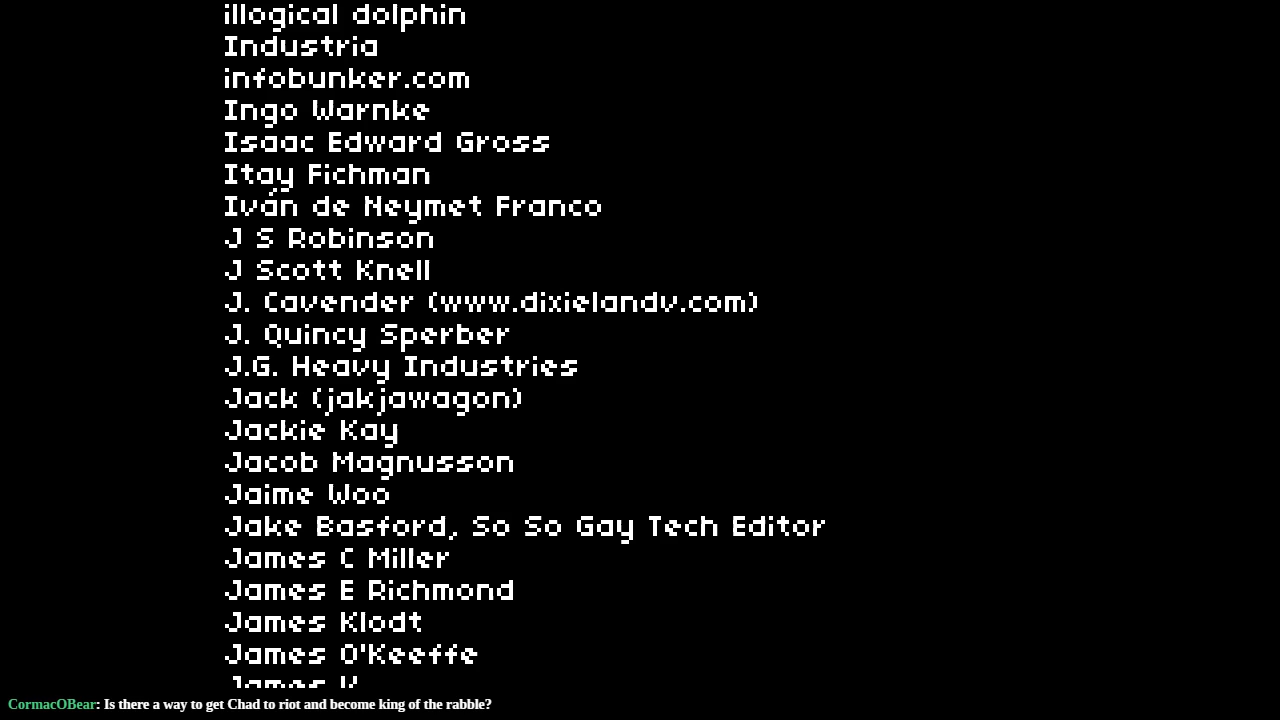 illogical dolphin
Industria
infobunker.com
Ingo Warnke
Isaac Edward Gross
Itay Fichman
Iván de Neymet Franco
J S Robinson
J Scott Knell
J. Cavender (www.dixielandv.com)
J. Quincy Sperber
J.G. Heavy Industries
Jack (jakjawagon)
Jackie Kay
Jacob Magnusson
Jaime Woo
Jake Basford, So So Gay Tech Editor
James C Miller
James E Richmond
James Klodt
James O'Keeffe
James
CormacOBear: Is there a way to get Chad to riot and become king of the rabble?